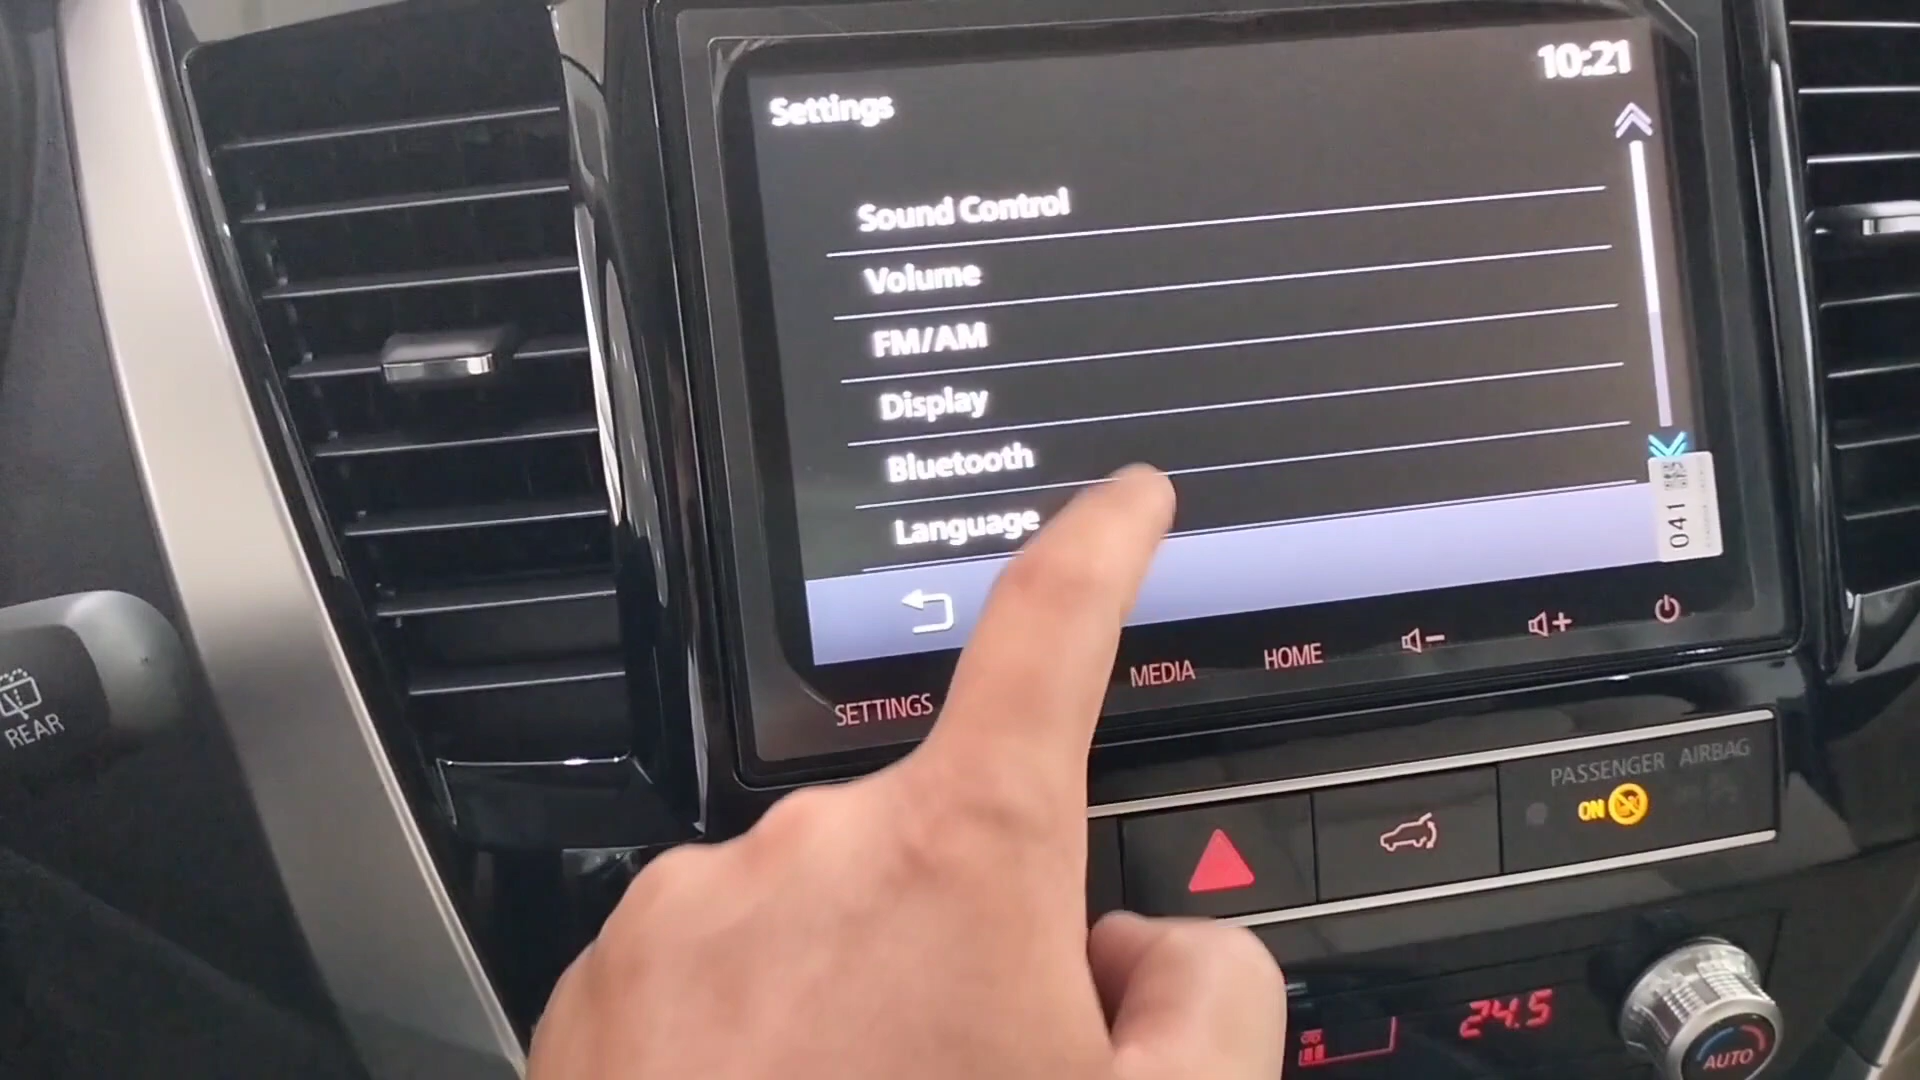 10:21
Settings
Sound Control
Volume
FM/AM
Display
Bluetooth
Language
041
SETTINGS
MEDIA
HOME
REAR
PASSENGER AIRBAG
ON
24.5
AUTO